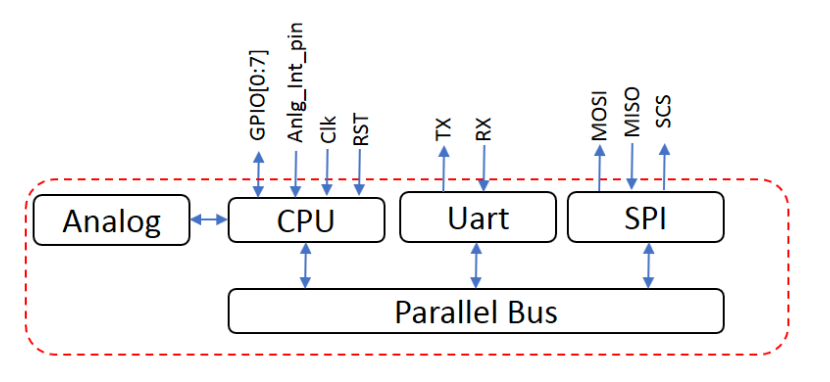 GPIO[0:7]
Anlg_Int_pin
Clk
RST
TX
RX
MOSI
MISO
SCS
Analog
CPU
Uart
SPI
Parallel Bus